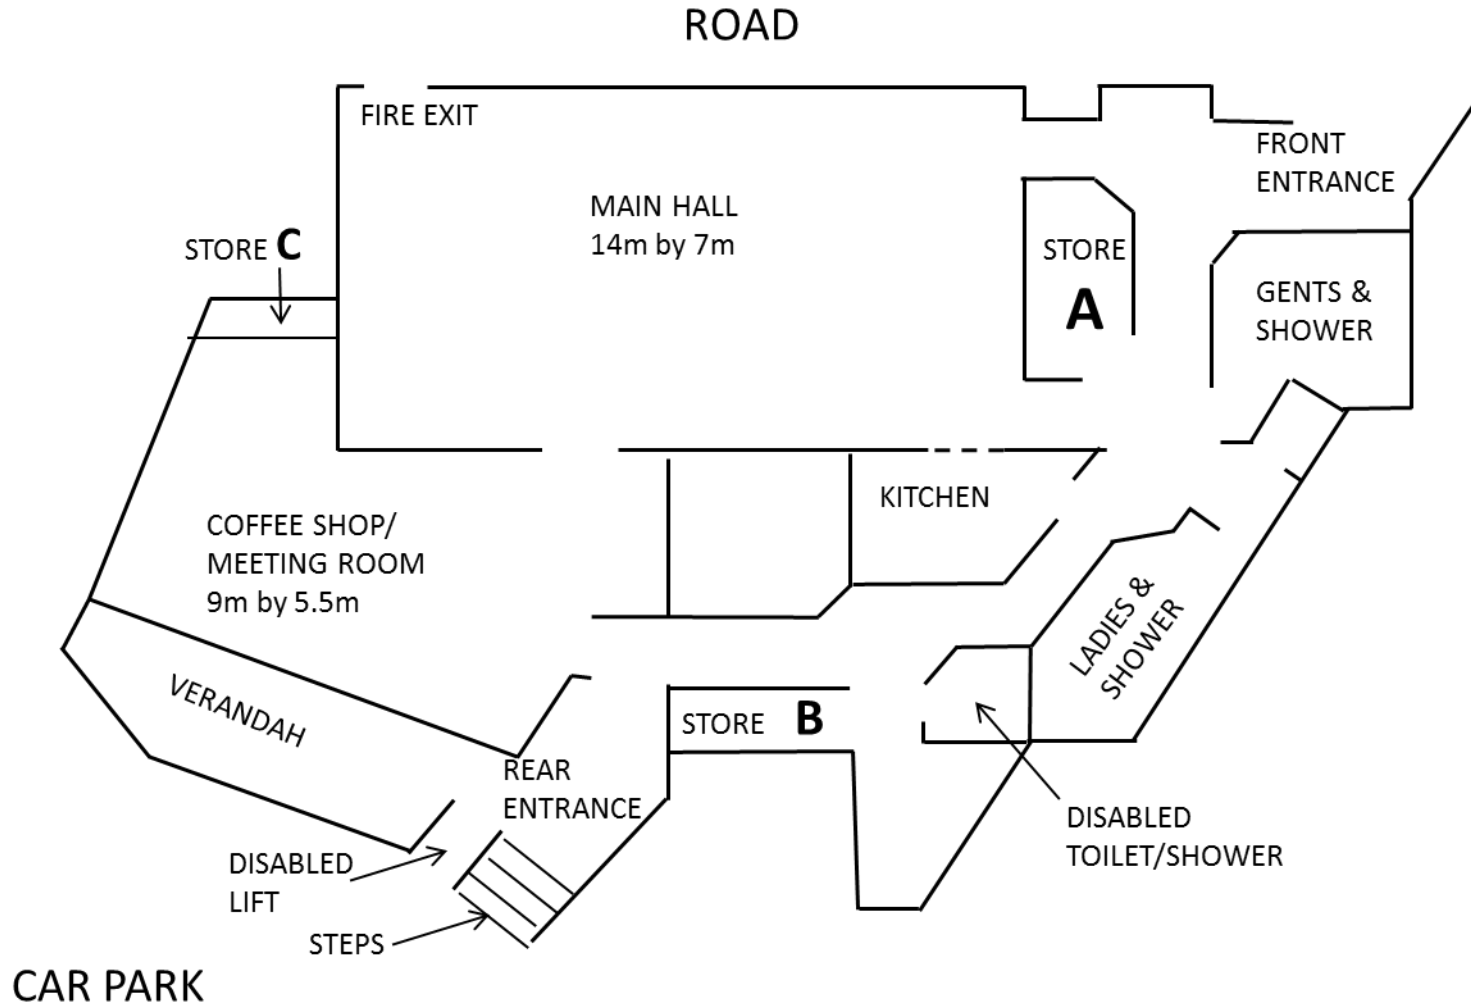 ROAD
FIRE EXIT
FRONT
ENTRANCE
MAIN HALL
14m by 7m
STORE C
STORE
A
GENTS &
SHOWER
KITCHEN
COFFEE SHOP/
MEETING ROOM
9m by 5.5m
LADIES &
SHOWER
VERANDAH
STORE B
REAR
ENTRANCE
DISABLED
TOILET/SHOWER
DISABLED
LIFT
STEPS
CAR PARK